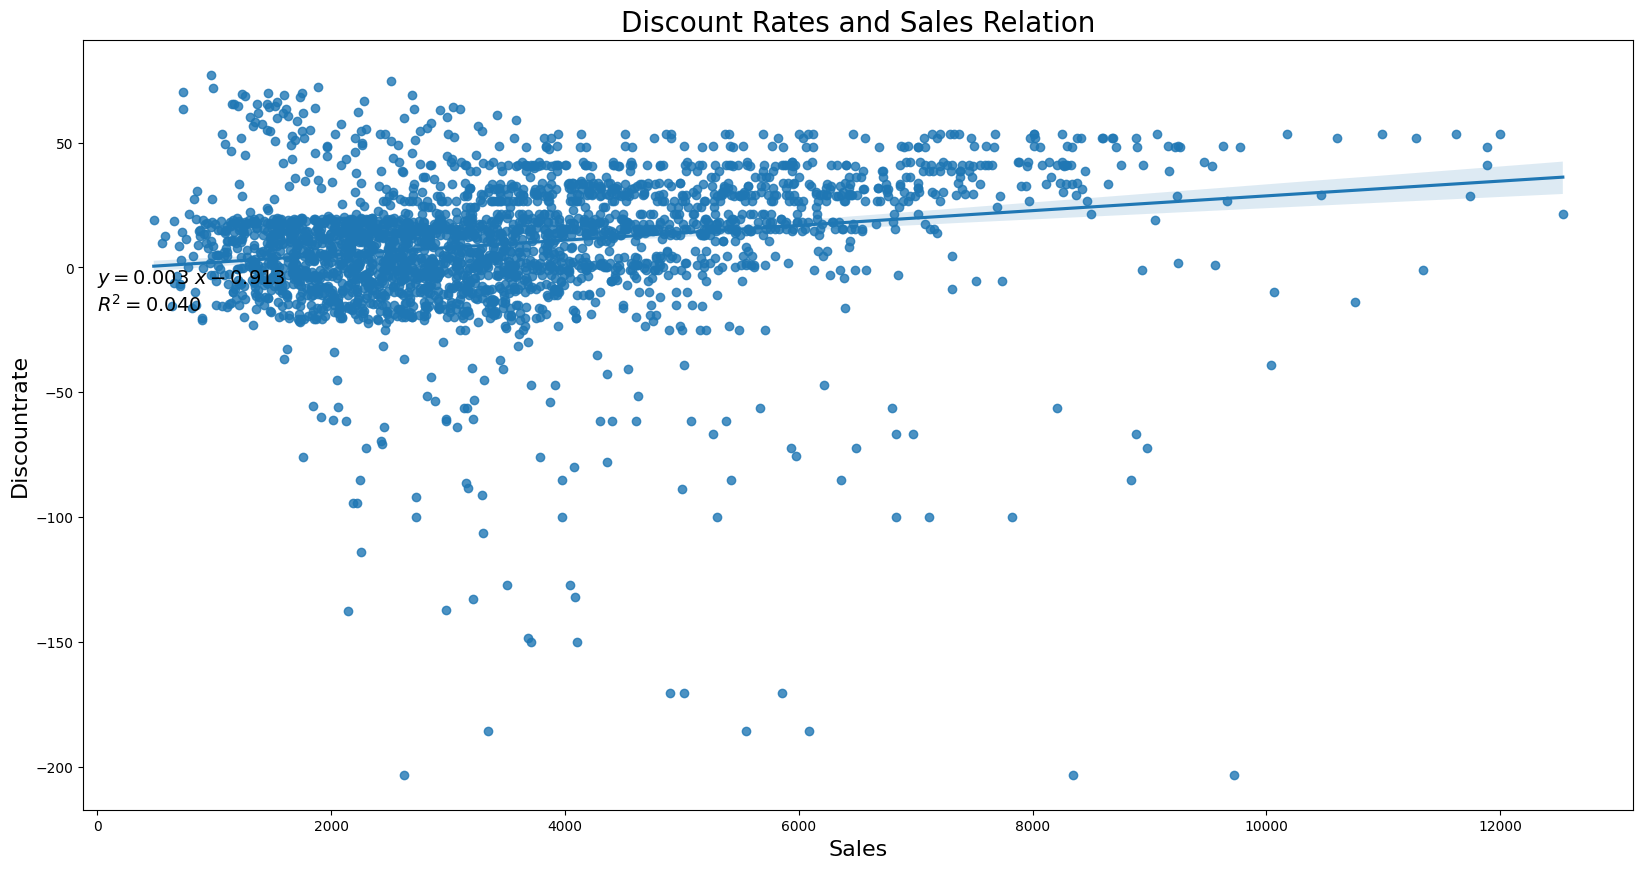 Discount Rates and Sales Relation
Discountrate
50
0
−50
−100
−150
−200
y = 0.003 x − 0.913
R² = 0.040
0 2000 4000 6000 8000 10000 12000
Sales